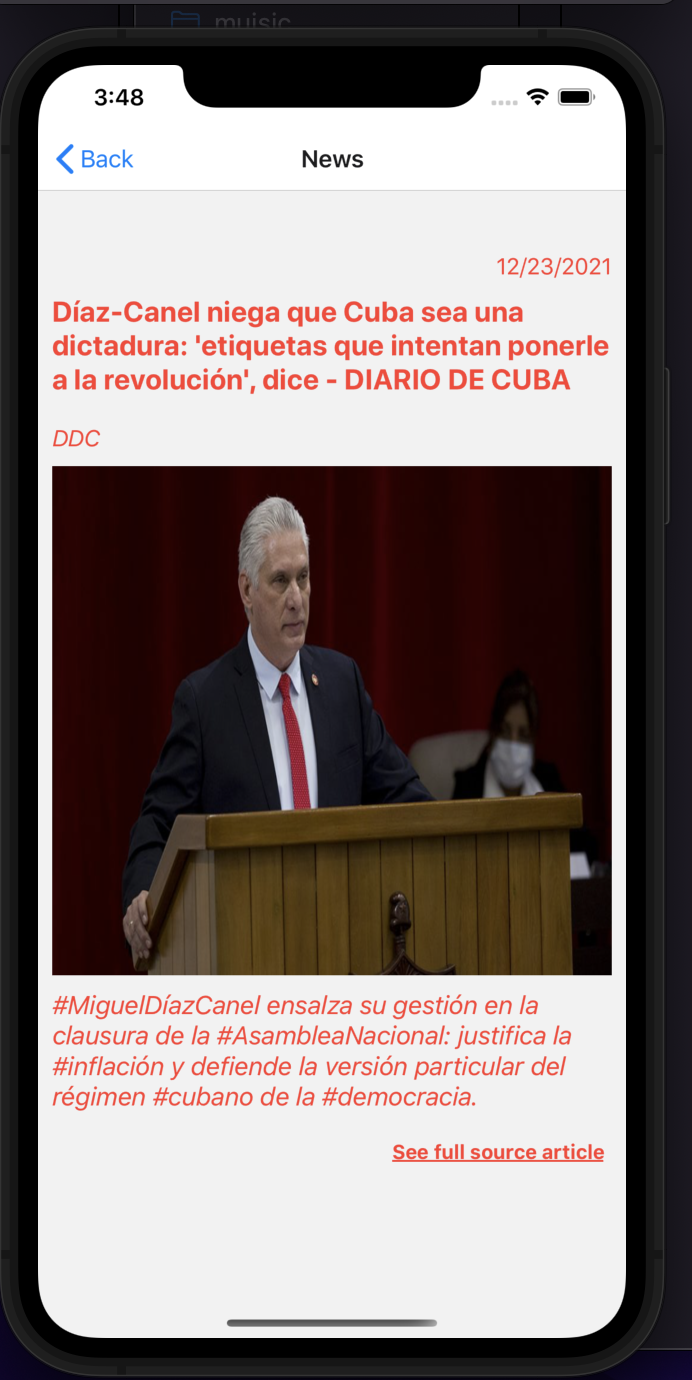 muisic
3:48
Back
News
12/23/2021
Díaz-Canel niega que Cuba sea una
dictadura: 'etiquetas que intentan ponerle
a la revolución', dice - DIARIO DE CUBA
DDC
#MiguelDíazCanel ensalza su gestión en la
clausura de la #AsambleaNacional: justifica la
#inflación y defiende la versión particular del
régimen #cubano de la #democracia.
See full source article